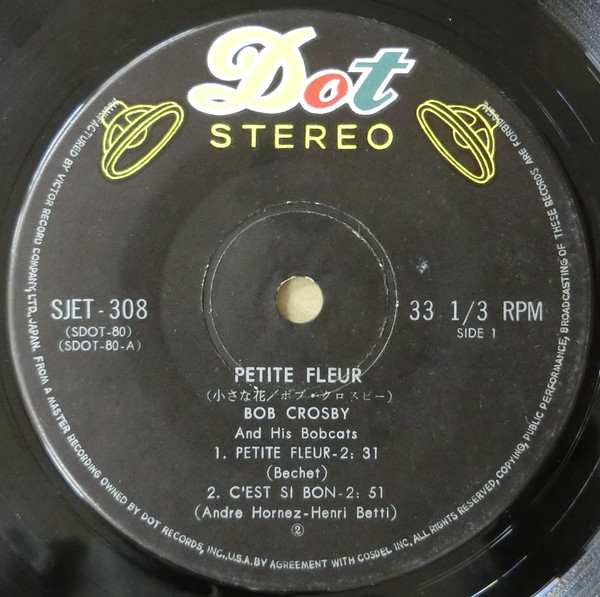 Dot
STEREO
SJET-308
(SDOT-80)
(SDOT-80-A)
33 1/3 RPM
SIDE 1
PETITE FLEUR
(小さな花/ボブ・クロスビー)
BOB CROSBY
And His Bobcats
1. PETITE FLEUR-2: 31
(Bechet)
2. C'EST SI BON-2: 51
(Andre Hornez-Henri Betti)
②
MANUFACTURED BY VICTOR RECORD COMPANY, LTD. JAPAN. FROM A MASTER RECORDING OWNED BY DOT RECORDS, INC., U.S.A. BY AGREEMENT WITH COSDEL INC. ALL RIGHTS RESERVED, COPYING, PUBLIC PERFORMANCE, BROADCASTING OF THESE RECORDS ARE FORBIDDEN